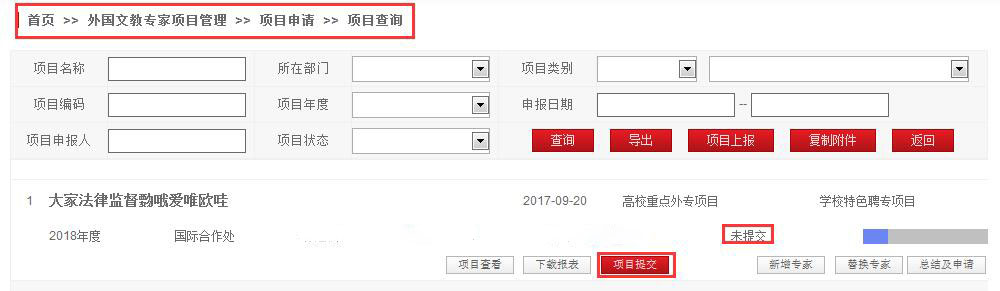 首页 >> 外国文教专家项目管理 >> 项目申请 >> 项目查询
项目名称 所在部门 项目类别
项目编码 项目年度 申报日期 --
项目申报人 项目状态 查询 导出 项目上报 复制附件 返回
1 大家法律监督勠哦爱唯欧哇 2017-09-20 高校重点外专项目 学校特色聘专项目
2018年度 国际合作处 未提交
项目查看 下载报表 项目提交 新增专家 替换专家 总结及申请